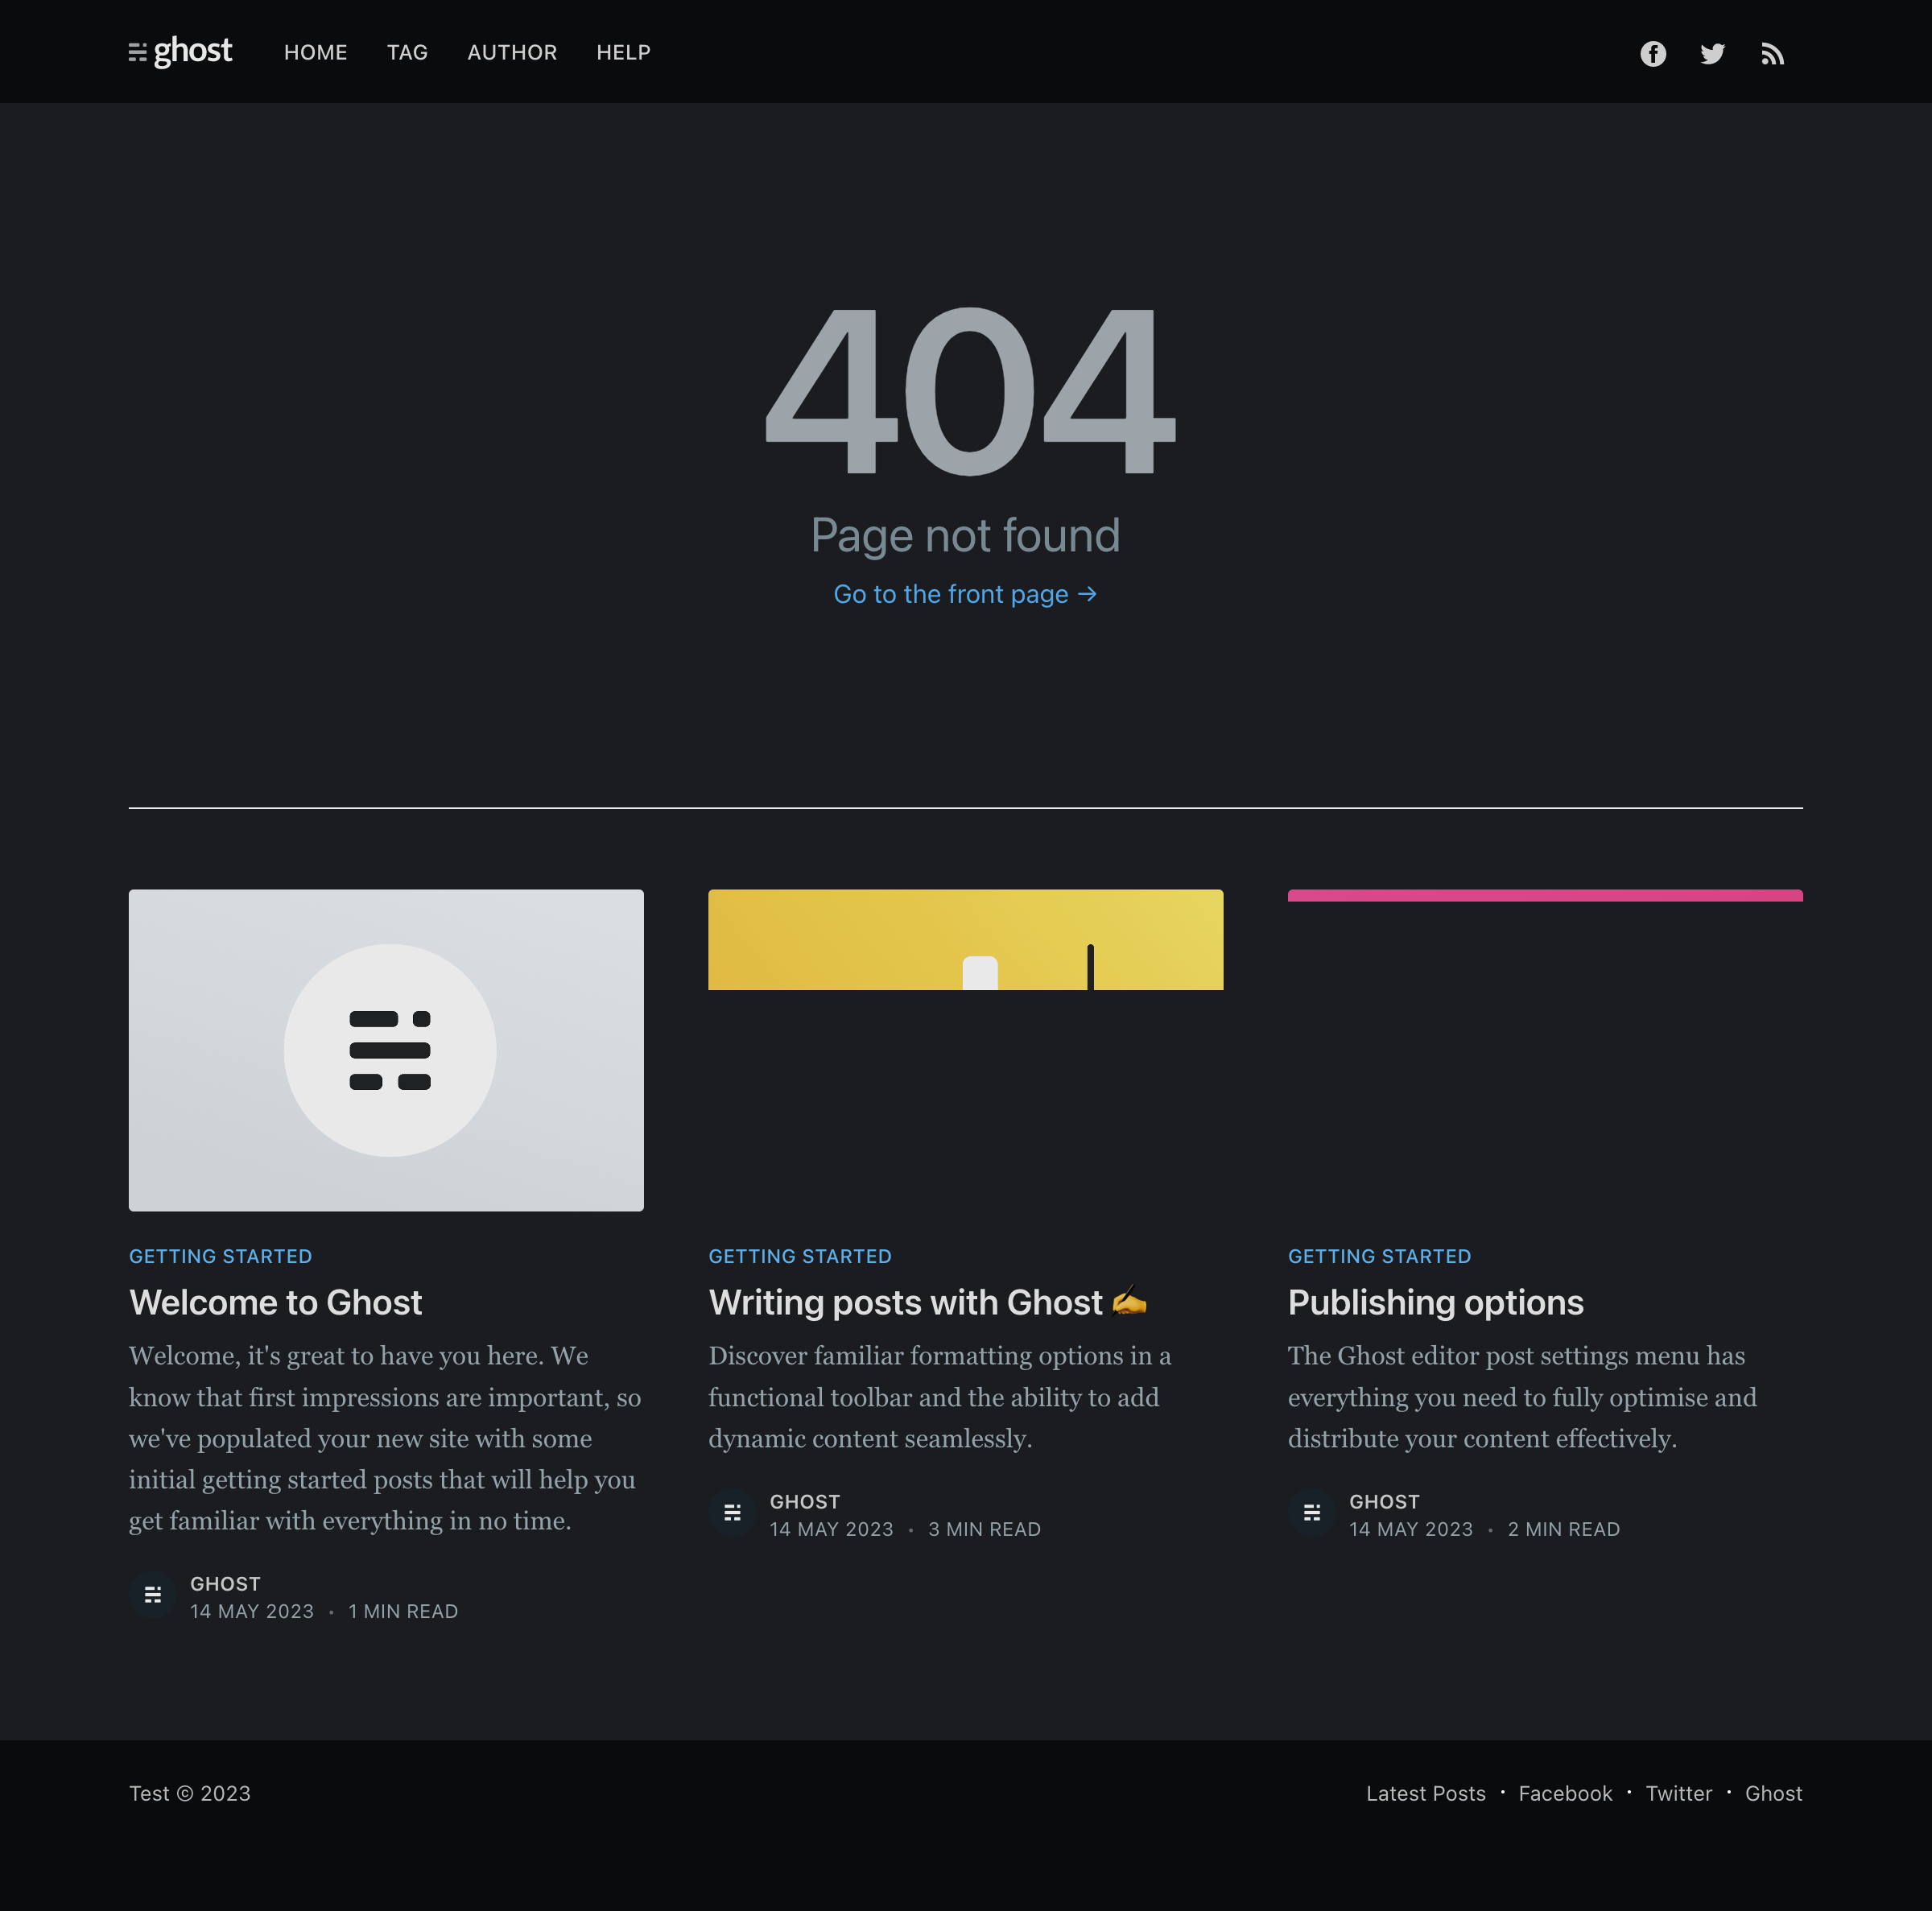 ghost HOME TAG AUTHOR HELP
404
Page not found
Go to the front page →
GETTING STARTED
Welcome to Ghost
Welcome, it's great to have you here. We
know that first impressions are important, so
we've populated your new site with some
initial getting started posts that will help you
get familiar with everything in no time.
GHOST
14 MAY 2023 • 1 MIN READ
GETTING STARTED
Writing posts with Ghost ✍️
Discover familiar formatting options in a
functional toolbar and the ability to add
dynamic content seamlessly.
GHOST
14 MAY 2023 • 3 MIN READ
GETTING STARTED
Publishing options
The Ghost editor post settings menu has
everything you need to fully optimise and
distribute your content effectively.
GHOST
14 MAY 2023 • 2 MIN READ
Test © 2023
Latest Posts • Facebook • Twitter • Ghost